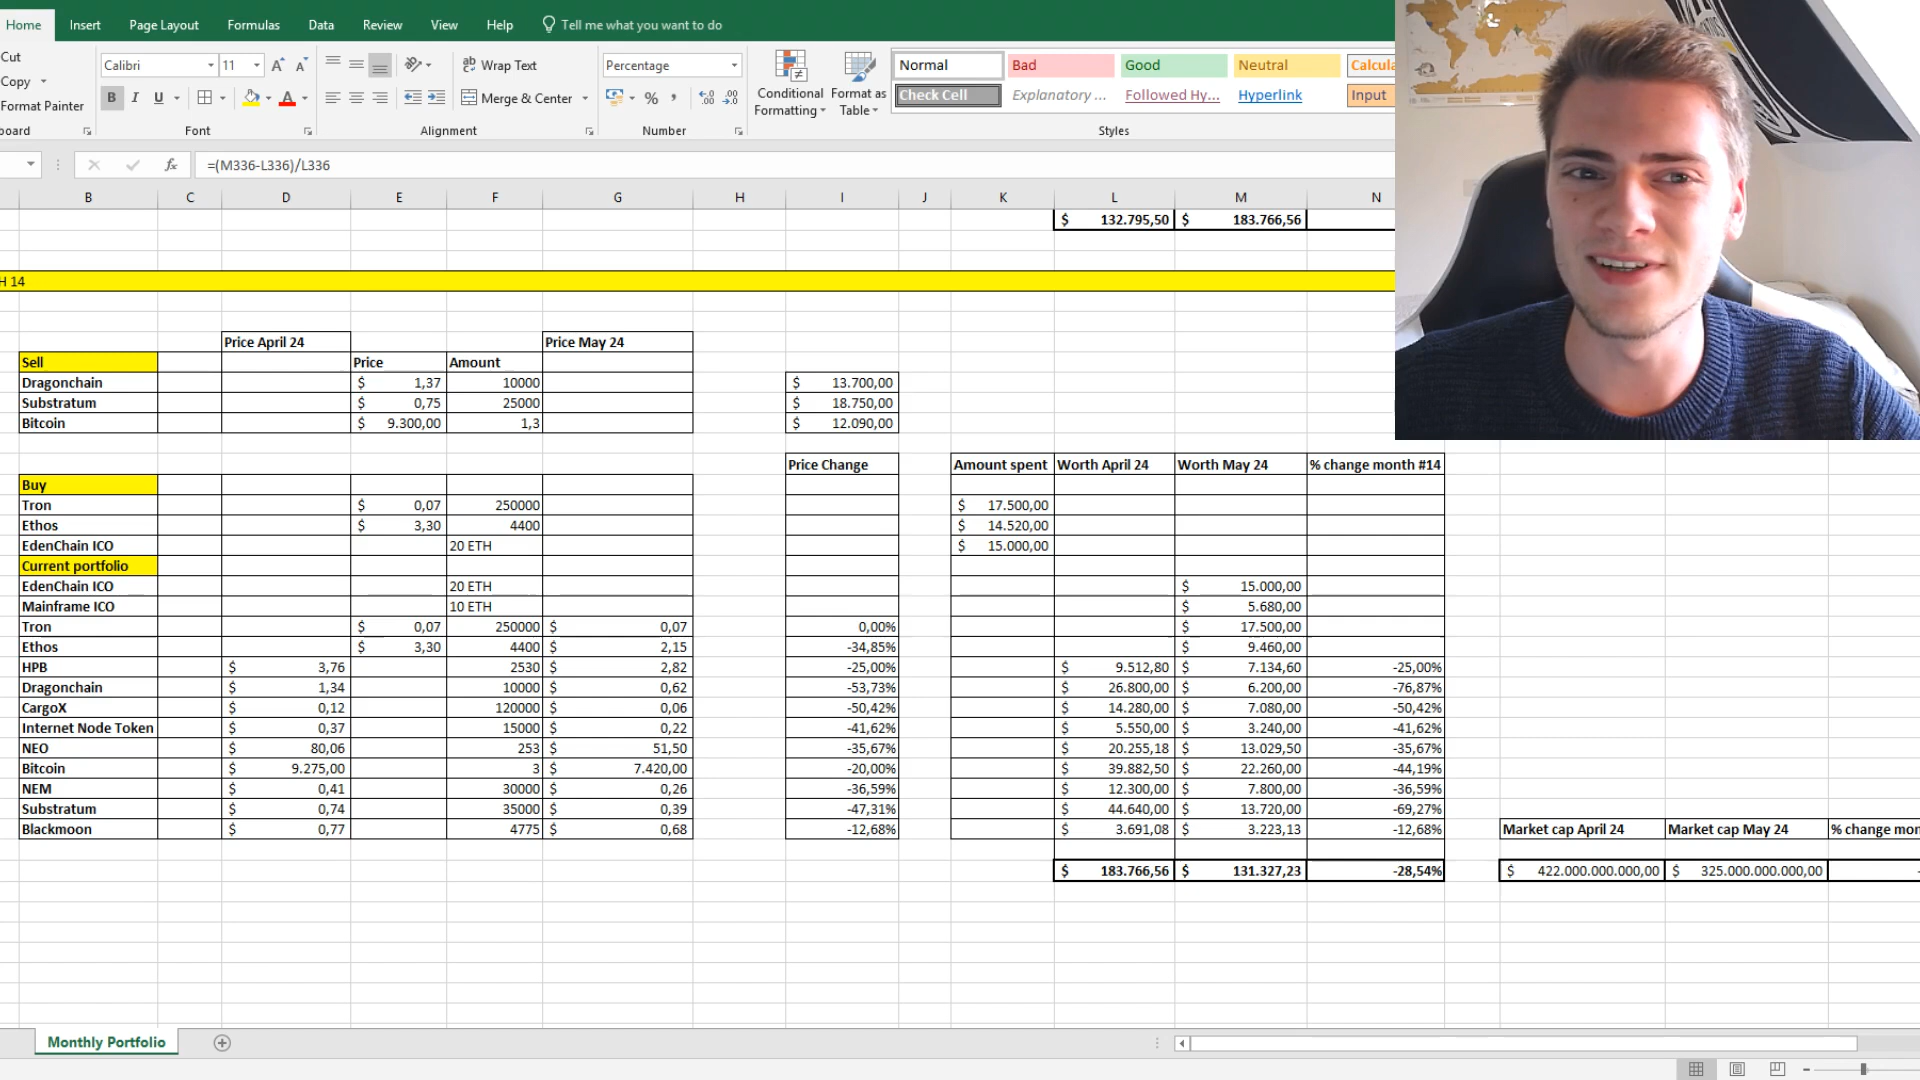 Home Insert Page Layout Formulas Data Review View Help Tell me what you want to do
Cut
Copy
Format Painter
Calibri 11
B I U
Wrap Text
Merge & Center
Percentage
Conditional Formatting
Format as Table
Normal Bad Good Neutral
Check Cell Explanatory ... Followed Hy... Hyperlink Input
oard Font Alignment Number Styles
fx =(M336-L336)/L336
B C D E F G H I J K L M N
$ 132.795,50 $ 183.766,56
H 14
Price April 24 Price May 24
Sell Price Amount
Dragonchain $ 1,37 10000 $ 13.700,00
Substratum $ 0,75 25000 $ 18.750,00
Bitcoin $ 9.300,00 1,3 $ 12.090,00
Price Change Amount spent Worth April 24 Worth May 24 % change month #14
Buy
Tron $ 0,07 250000 $ 17.500,00
Ethos $ 3,30 4400 $ 14.520,00
EdenChain ICO 20 ETH $ 15.000,00
Current portfolio
EdenChain ICO 20 ETH $ 15.000,00
Mainframe ICO 10 ETH $ 5.680,00
Tron $ 0,07 250000 $ 0,07 0,00% $ 17.500,00
Ethos $ 3,30 4400 $ 2,15 -34,85% $ 9.460,00
HPB $ 3,76 2530 $ 2,82 -25,00% $ 9.512,80 $ 7.134,60 -25,00%
Dragonchain $ 1,34 10000 $ 0,62 -53,73% $ 26.800,00 $ 6.200,00 -76,87%
CargoX $ 0,12 120000 $ 0,06 -50,42% $ 14.280,00 $ 7.080,00 -50,42%
Internet Node Token $ 0,37 15000 $ 0,22 -41,62% $ 5.550,00 $ 3.240,00 -41,62%
NEO $ 80,06 253 $ 51,50 -35,67% $ 20.255,18 $ 13.029,50 -35,67%
Bitcoin $ 9.275,00 3 $ 7.420,00 -20,00% $ 39.882,50 $ 22.260,00 -44,19%
NEM $ 0,41 30000 $ 0,26 -36,59% $ 12.300,00 $ 7.800,00 -36,59%
Substratum $ 0,74 35000 $ 0,39 -47,31% $ 44.640,00 $ 13.720,00 -69,27%
Blackmoon $ 0,77 4775 $ 0,68 -12,68% $ 3.691,08 $ 3.223,13 -12,68% Market cap April 24 Market cap May 24 % change mon
$ 183.766,56 $ 131.327,23 -28,54% $ 422.000.000.000,00 $ 325.000.000.000,00 -
Monthly Portfolio